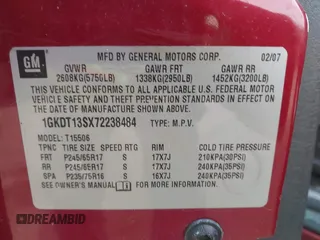 GM
MFD BY GENERAL MOTORS CORP. 02/07
GVWR GAWR FRT GAWR RR
2608KG(5750LB) 1338KG(2950LB) 1452KG(3200LB)
THIS VEHICLE CONFORMS TO ALL APPLICABLE U.S. FEDERAL MOTOR
VEHICLE SAFETY AND THEFT PREVENTION STANDARDS IN EFFECT ON
THE DATE OF MANUFACTURE SHOWN ABOVE.
1GKDT13SX72238484 TYPE: M.P.V.
MODEL: T15506
TPNC TIRE SIZE SPEED RTG RIM COLD TIRE PRESSURE
FRT P245/65R17 S 17X7J 210KPA(30PSI)
RR P245/65R17 S 17X7J 240KPA(35PSI)
SPA P235/75R16 S 16X7J 240KPA(35PSI)
SEE OWNER'S MANUAL FOR ADDITIONAL INFORMATION
DREAMBID